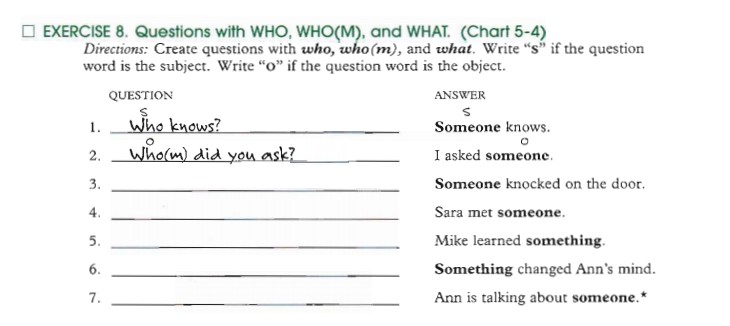 □ EXERCISE 8. Questions with WHO, WHO(M), and WHAT. (Chart 5-4)
Directions: Create questions with who, who(m), and what. Write “s” if the question
word is the subject. Write “o” if the question word is the object.
QUESTION ANSWER
S S
1. Who knows? Someone knows.
O O
2. Who(m) did you ask? I asked someone.
3. Someone knocked on the door.
4. Sara met someone.
5. Mike learned something.
6. Something changed Ann’s mind.
7. Ann is talking about someone.*